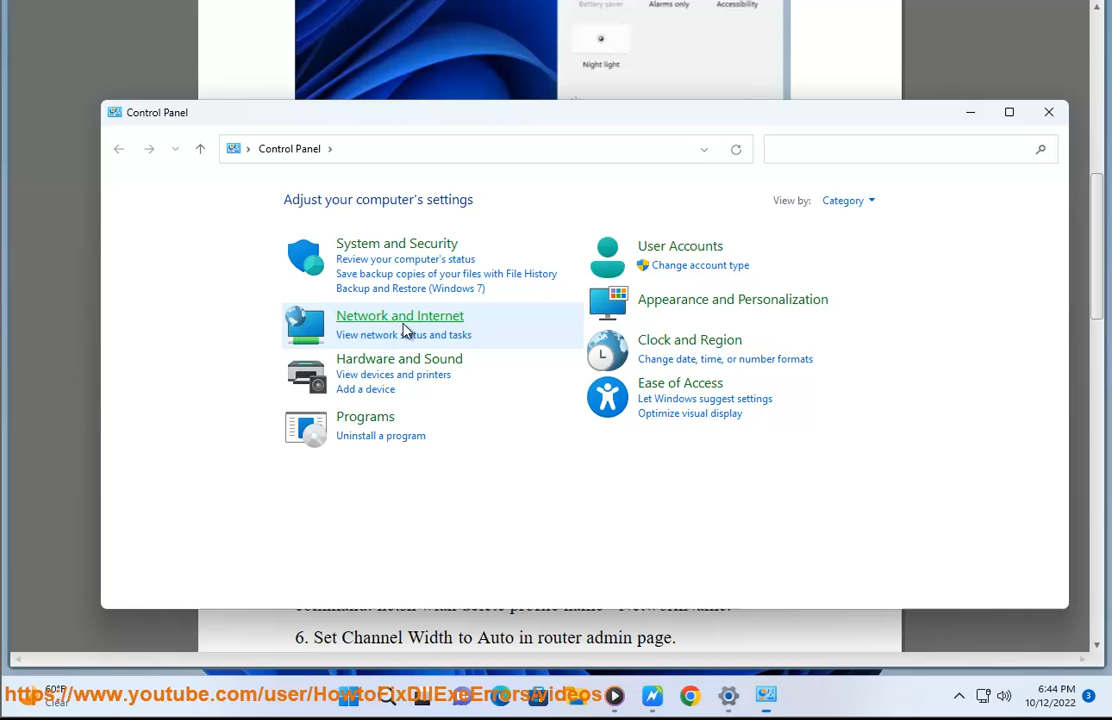 Battery saver Alarms only Accessibility
Night light
Control Panel
Control Panel
Adjust your computer's settings
View by: Category
System and Security
Review your computer's status
Save backup copies of your files with File History
Backup and Restore (Windows 7)
Network and Internet
View network status and tasks
Hardware and Sound
View devices and printers
Add a device
Programs
Uninstall a program
User Accounts
Change account type
Appearance and Personalization
Clock and Region
Change date, time, or number formats
Ease of Access
Let Windows suggest settings
Optimize visual display
6. Set Channel Width to Auto in router admin page.
60°F
Clear
https://www.youtube.com/user/HowtoFixDllExeErrors/videos
6:44 PM
10/12/2022
3